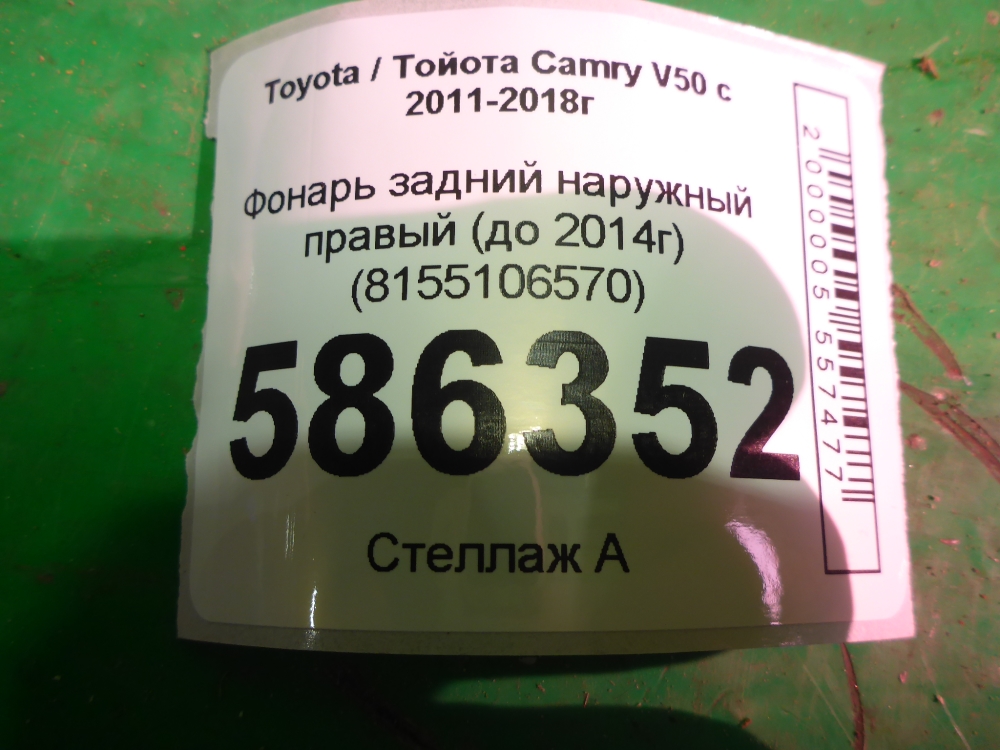 Toyota / Тойота Camry V50 с
2011-2018г
Фонарь задний наружный
правый (до 2014г)
(8155106570)
586352
Стеллаж А
2000005557477